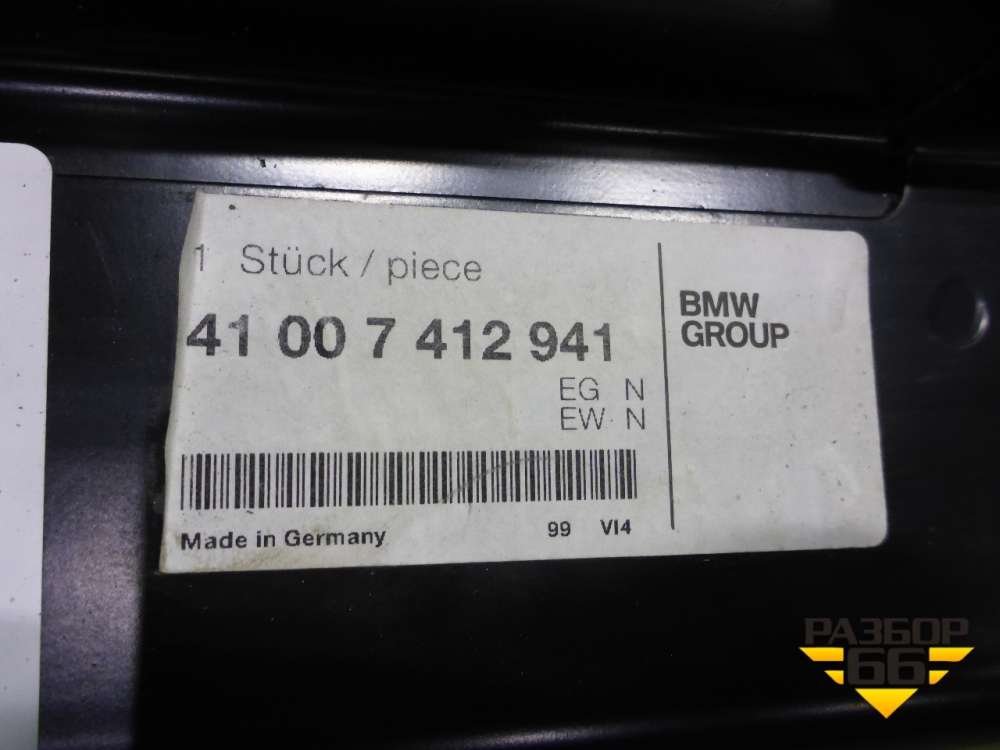 1 Stück / piece
41 00 7 412 941
EG N
EW N
Made in Germany
99 VI4
BMW
GROUP
РАЗБОР
66